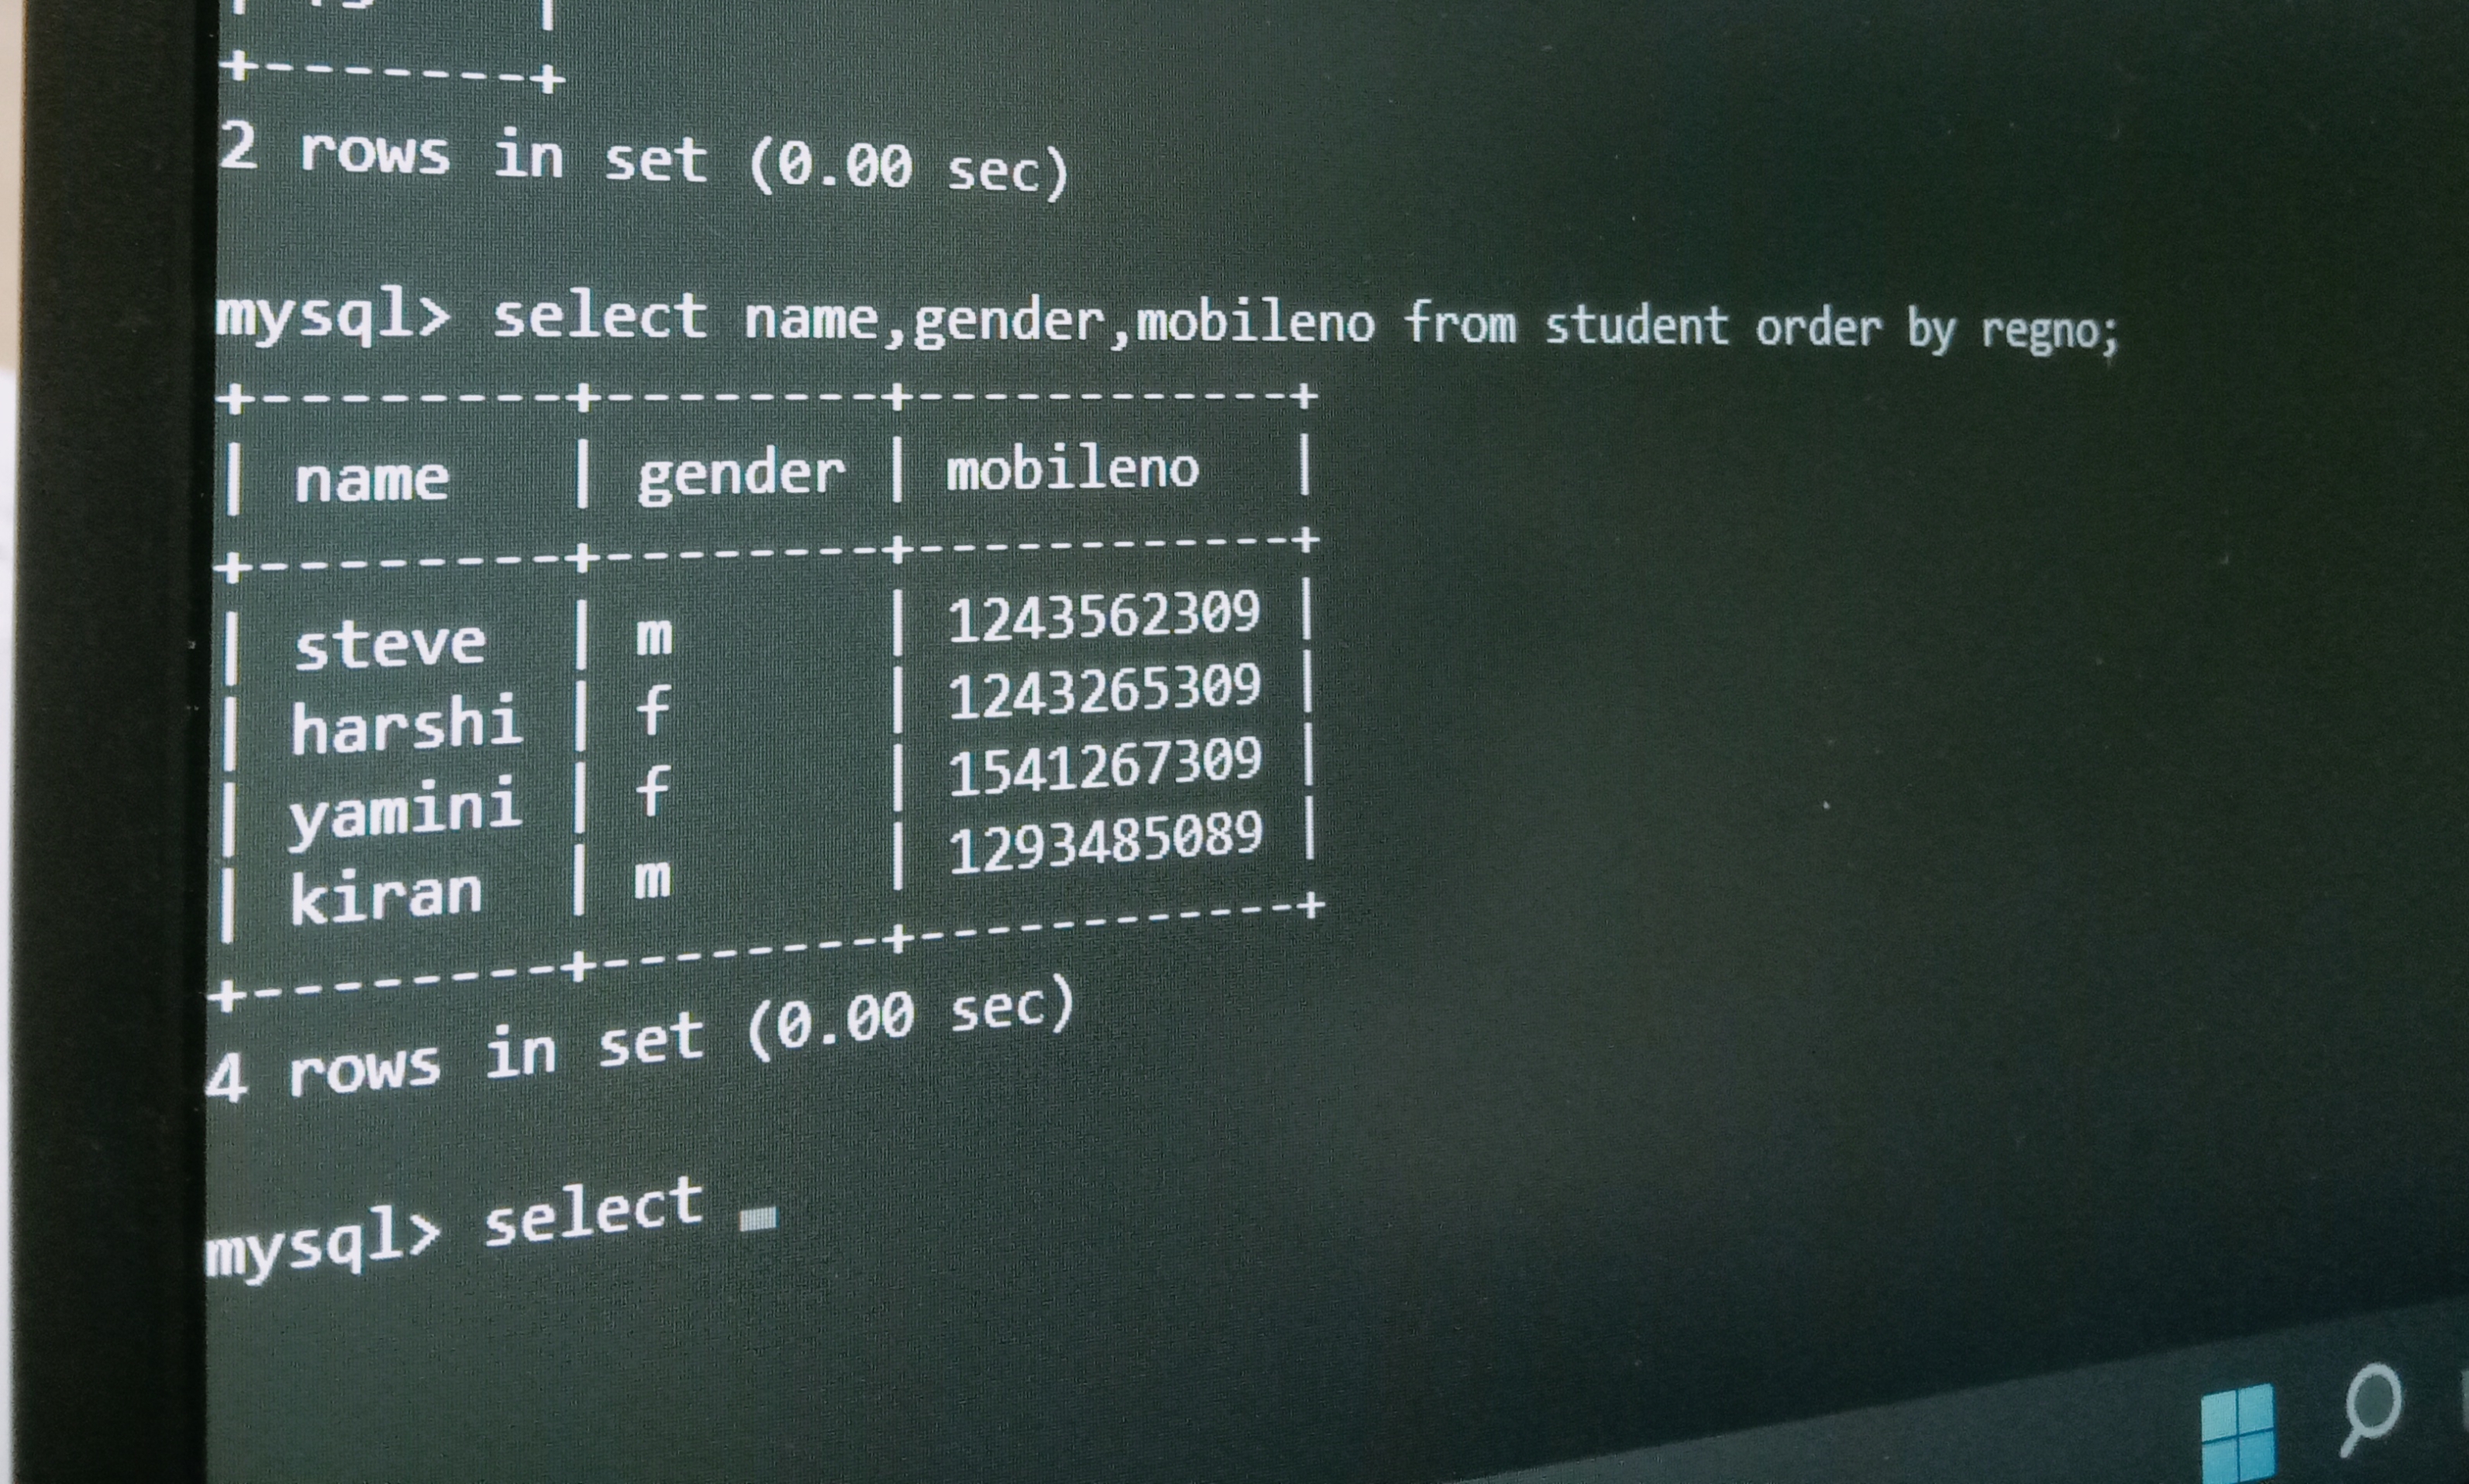 +-------+
2 rows in set (0.00 sec)
mysql> select name,gender,mobileno from student order by regno;
+---------+--------+------------+
| name    | gender | mobileno   |
+---------+--------+------------+
| steve   | m      | 1243562309 |
| harshi  | f      | 1243265309 |
| yamini  | f      | 1541267309 |
| kiran   | m      | 1293485089 |
+---------+--------+------------+
4 rows in set (0.00 sec)
mysql> select